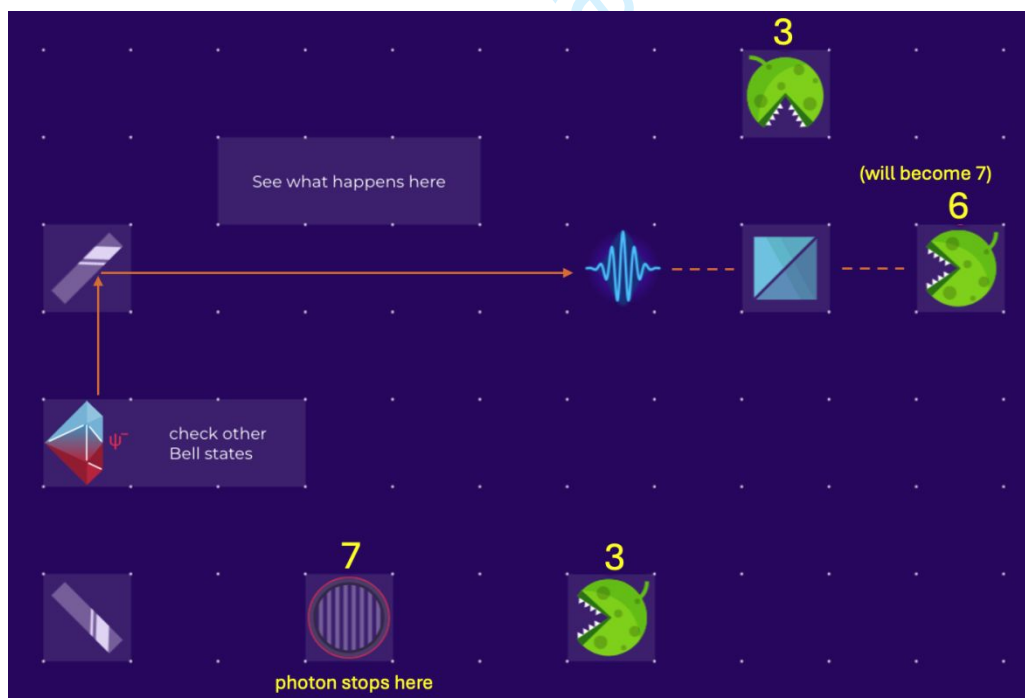 3
See what happens here
(will become 7)
6
ψ⁻
check other
Bell states
7
3
photon stops here